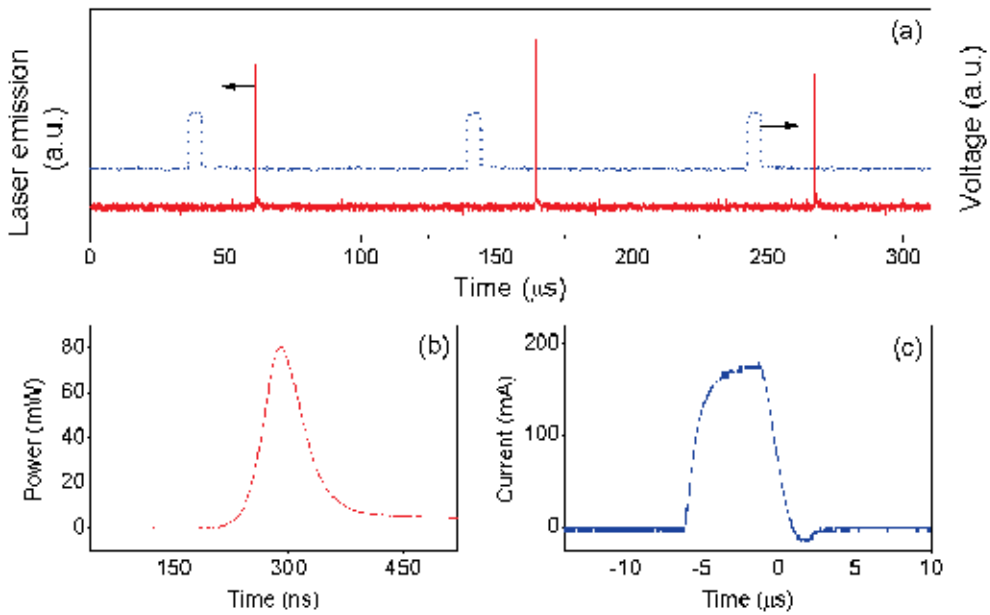 (a)
Laser emission
(a.u.)
Voltage (a.u.)
0 50 100 150 200 250 300
Time (μs)
(b)
80
60
40
20
0
Power (mW)
150 300 450
Time (ns)
(c)
200
100
0
Current (mA)
-10 -5 0 5 10
Time (μs)